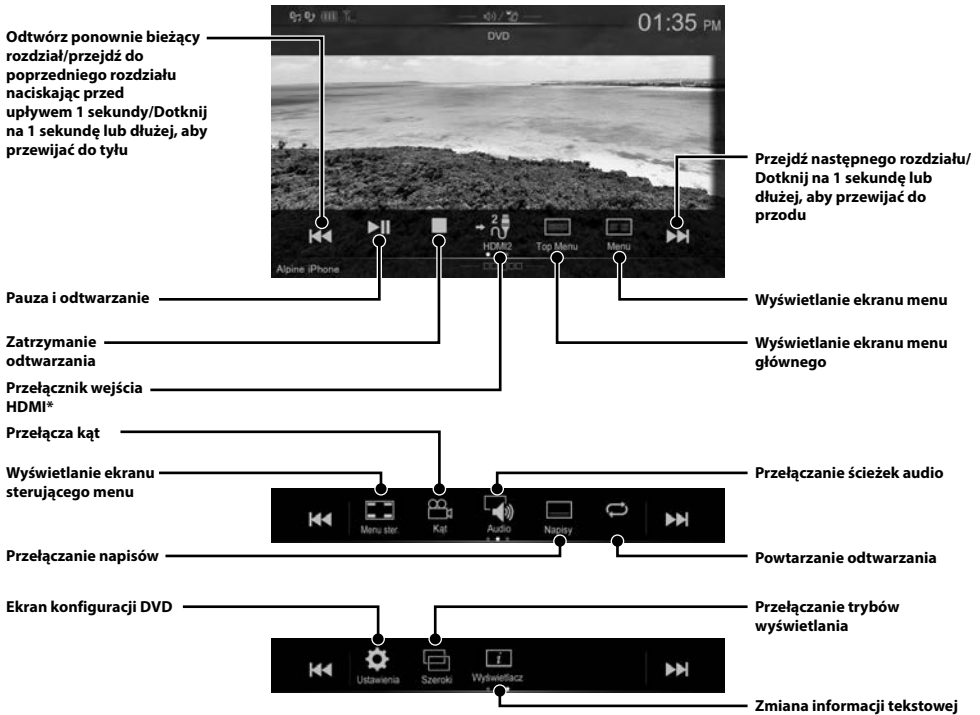 01:35 PM
DVD
Odtwórz ponownie bieżący
rozdział/przejdź do
poprzedniego rozdziału
naciskając przed
upływem 1 sekundy/Dotknij
na 1 sekundę lub dłużej, aby
przewijać do tyłu
Przejdź następnego rozdziału/
Dotknij na 1 sekundę lub
dłużej, aby przewijać do
przodu
2
HDMI2
Top Menu
Menu
Alpine iPhone
Pauza i odtwarzanie
Wyświetlanie ekranu menu
Zatrzymanie
odtwarzania
Wyświetlanie ekranu menu
głównego
Przełącznik wejścia
HDMI*
Przełącza kąt
Wyświetlanie ekranu
sterującego menu
Przełączanie ścieżek audio
Menu ster.
Kąt
Audio
Napisy
Przełączanie napisów
Powtarzanie odtwarzania
Ekran konfiguracji DVD
Przełączanie trybów
wyświetlania
Ustawienia
Szeroki
Wyświetlacz
Zmiana informacji tekstowej